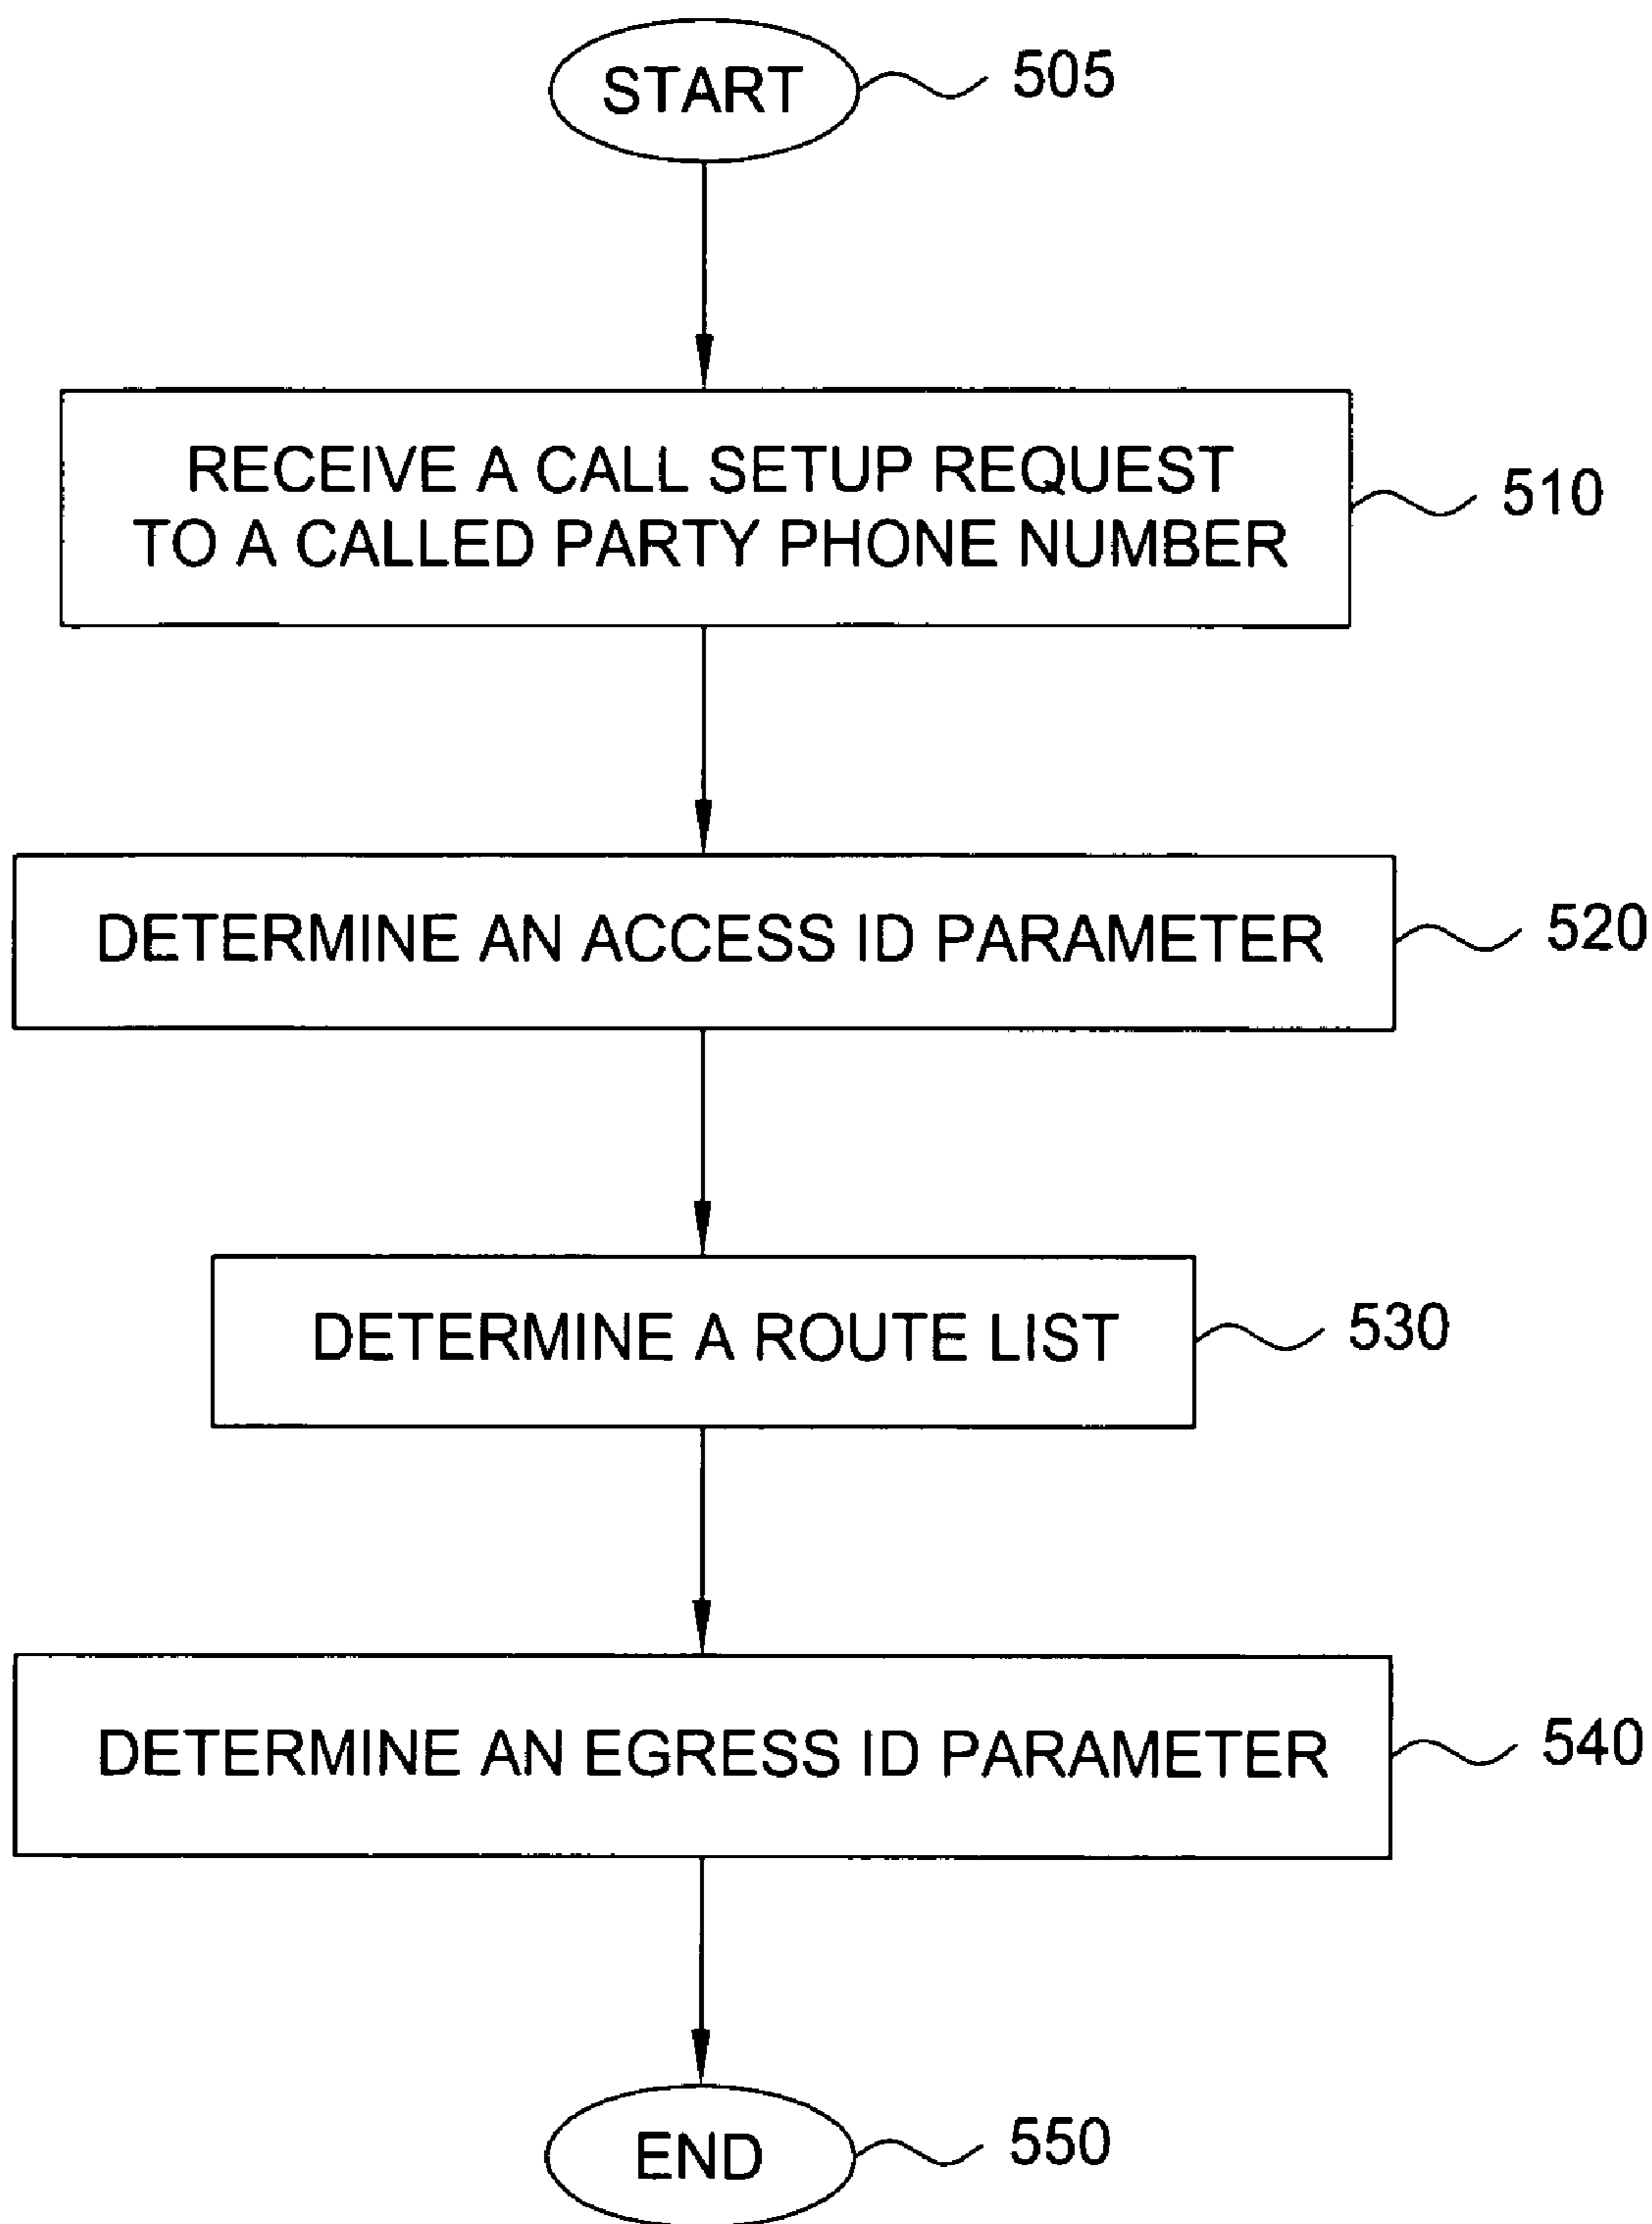 START
505
RECEIVE A CALL SETUP REQUEST
TO A CALLED PARTY PHONE NUMBER
510
DETERMINE AN ACCESS ID PARAMETER
520
DETERMINE A ROUTE LIST
530
DETERMINE AN EGRESS ID PARAMETER
540
END
550